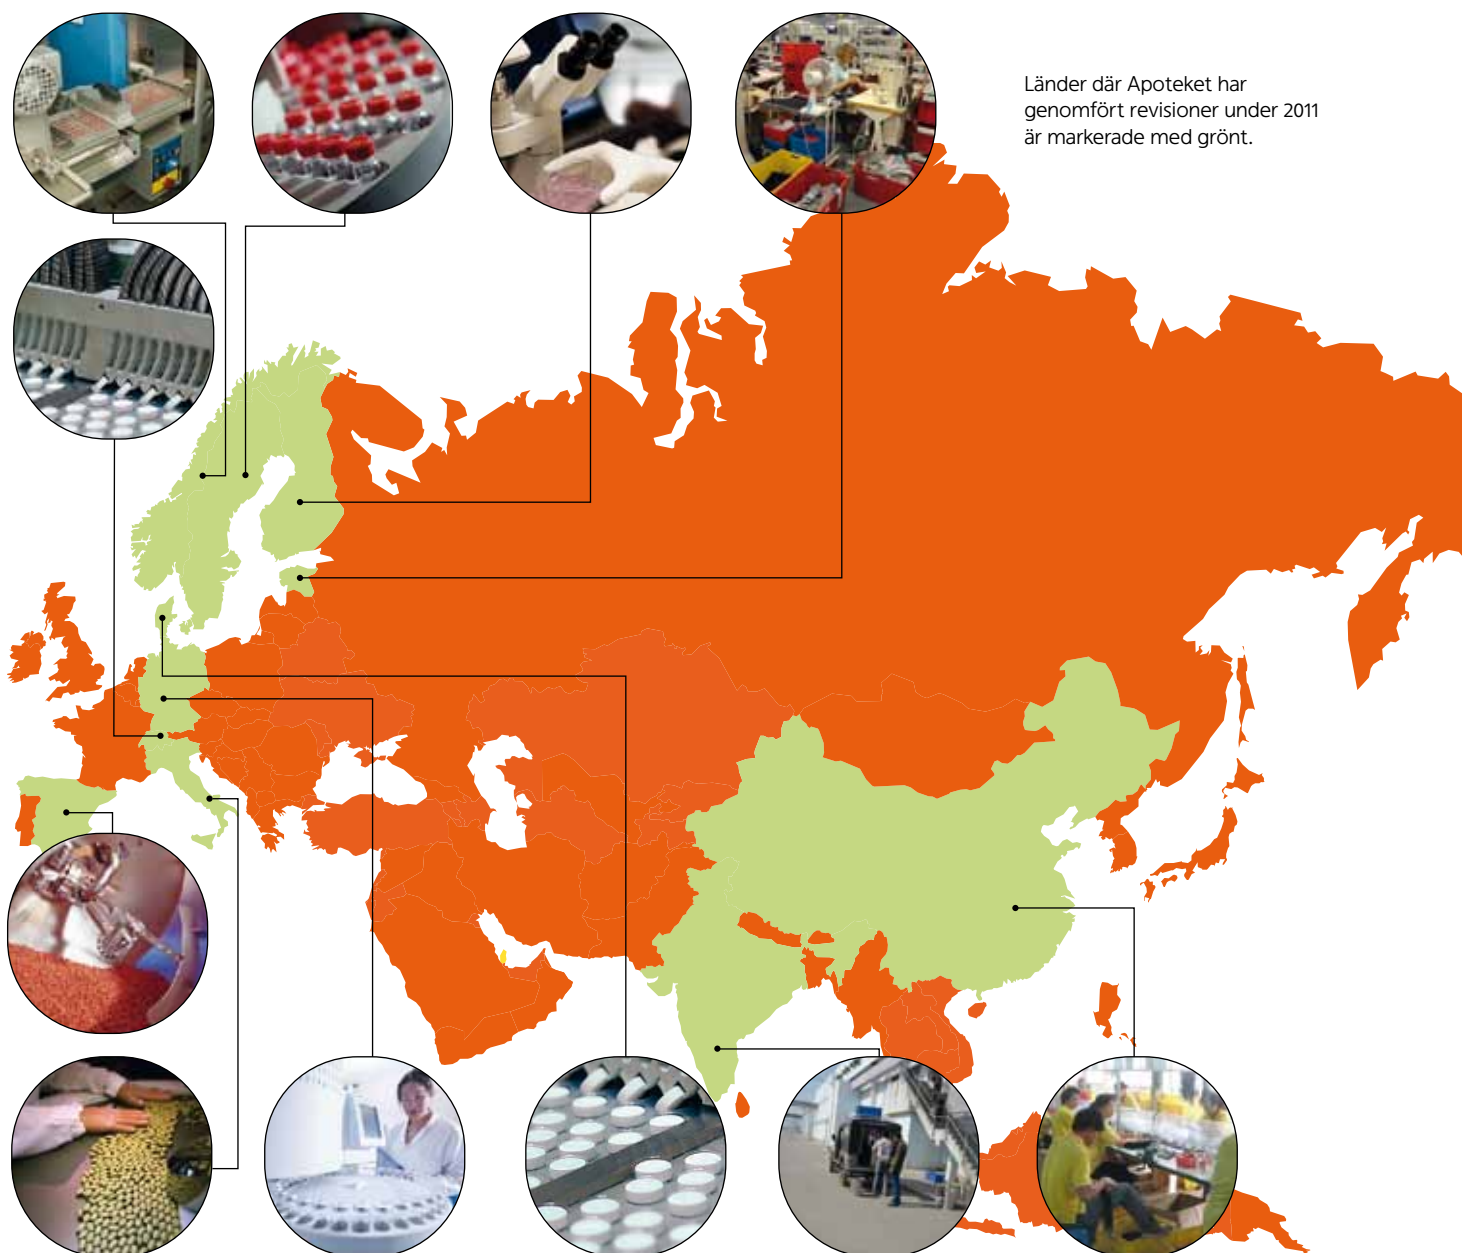 Länder där Apoteket har
genomfört revisioner under 2011
är markerade med grönt.